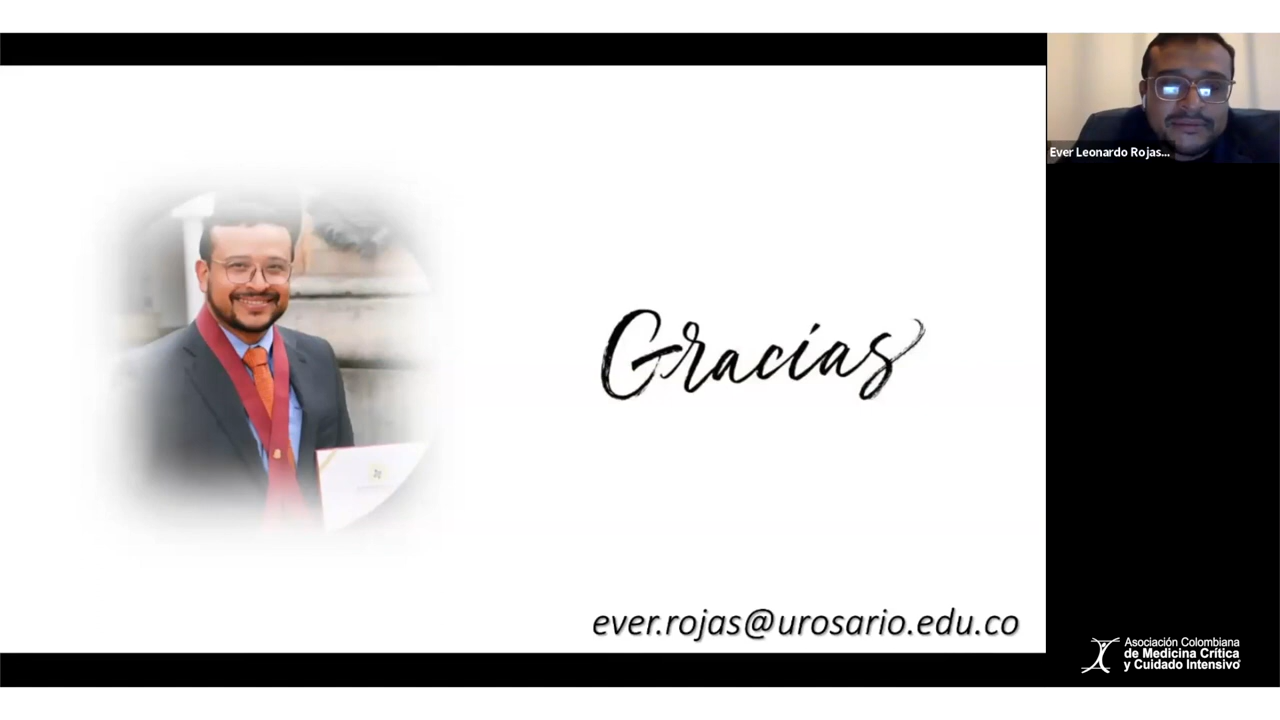 Ever Leonardo Rojas...
Gracias
ever.rojas@urosario.edu.co
Asociación Colombiana
de Medicina Crítica
y Cuidado Intensivo